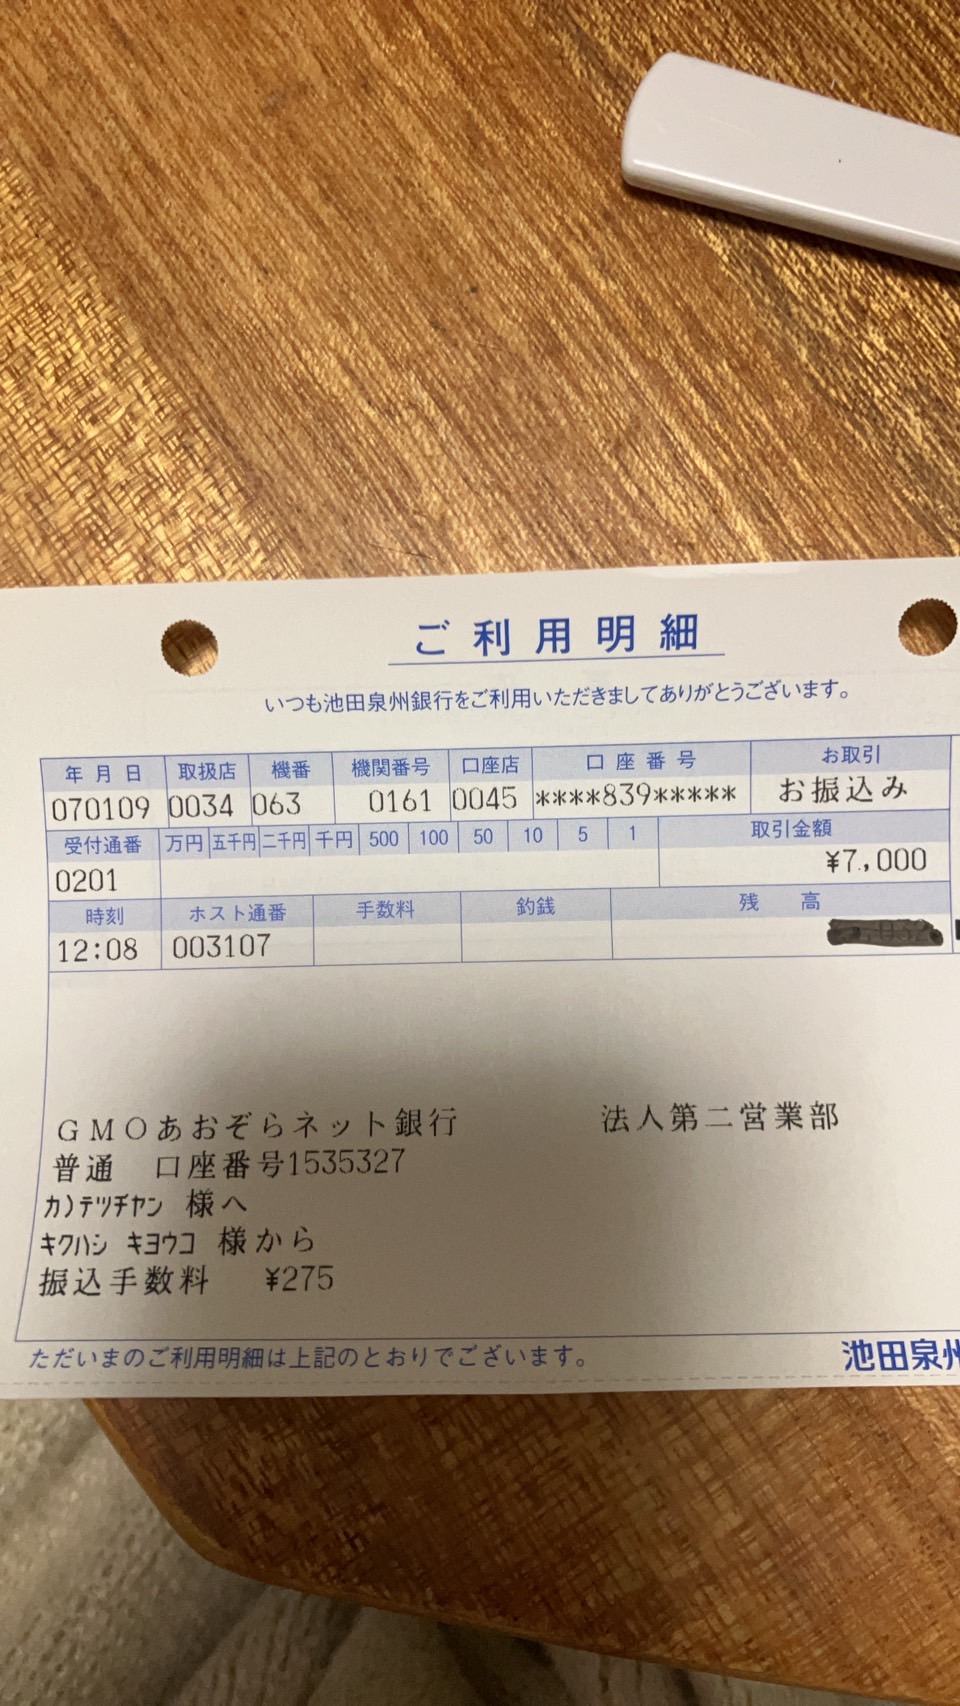 ご利用明細
いつも池田泉州銀行をご利用いただきましてありがとうございます。
年月日 取扱店 機番 機関番号 口座店 口座番号 お取引
070109 0034 063 0161 0045 ****839***** お振込み
受付通番 万円 五千円 二千円 千円 500 100 50 10 5 1 取引金額
0201 ¥7,000
時刻 ホスト通番 手数料 釣銭 残高
12:08 003107
GMOあおぞらネット銀行 法人第二営業部
普通 口座番号1535327
カ)テツヂヤン 様へ
キクハシ キヨウコ 様から
振込手数料 ¥275
ただいまのご利用明細は上記のとおりでございます。 池田泉州